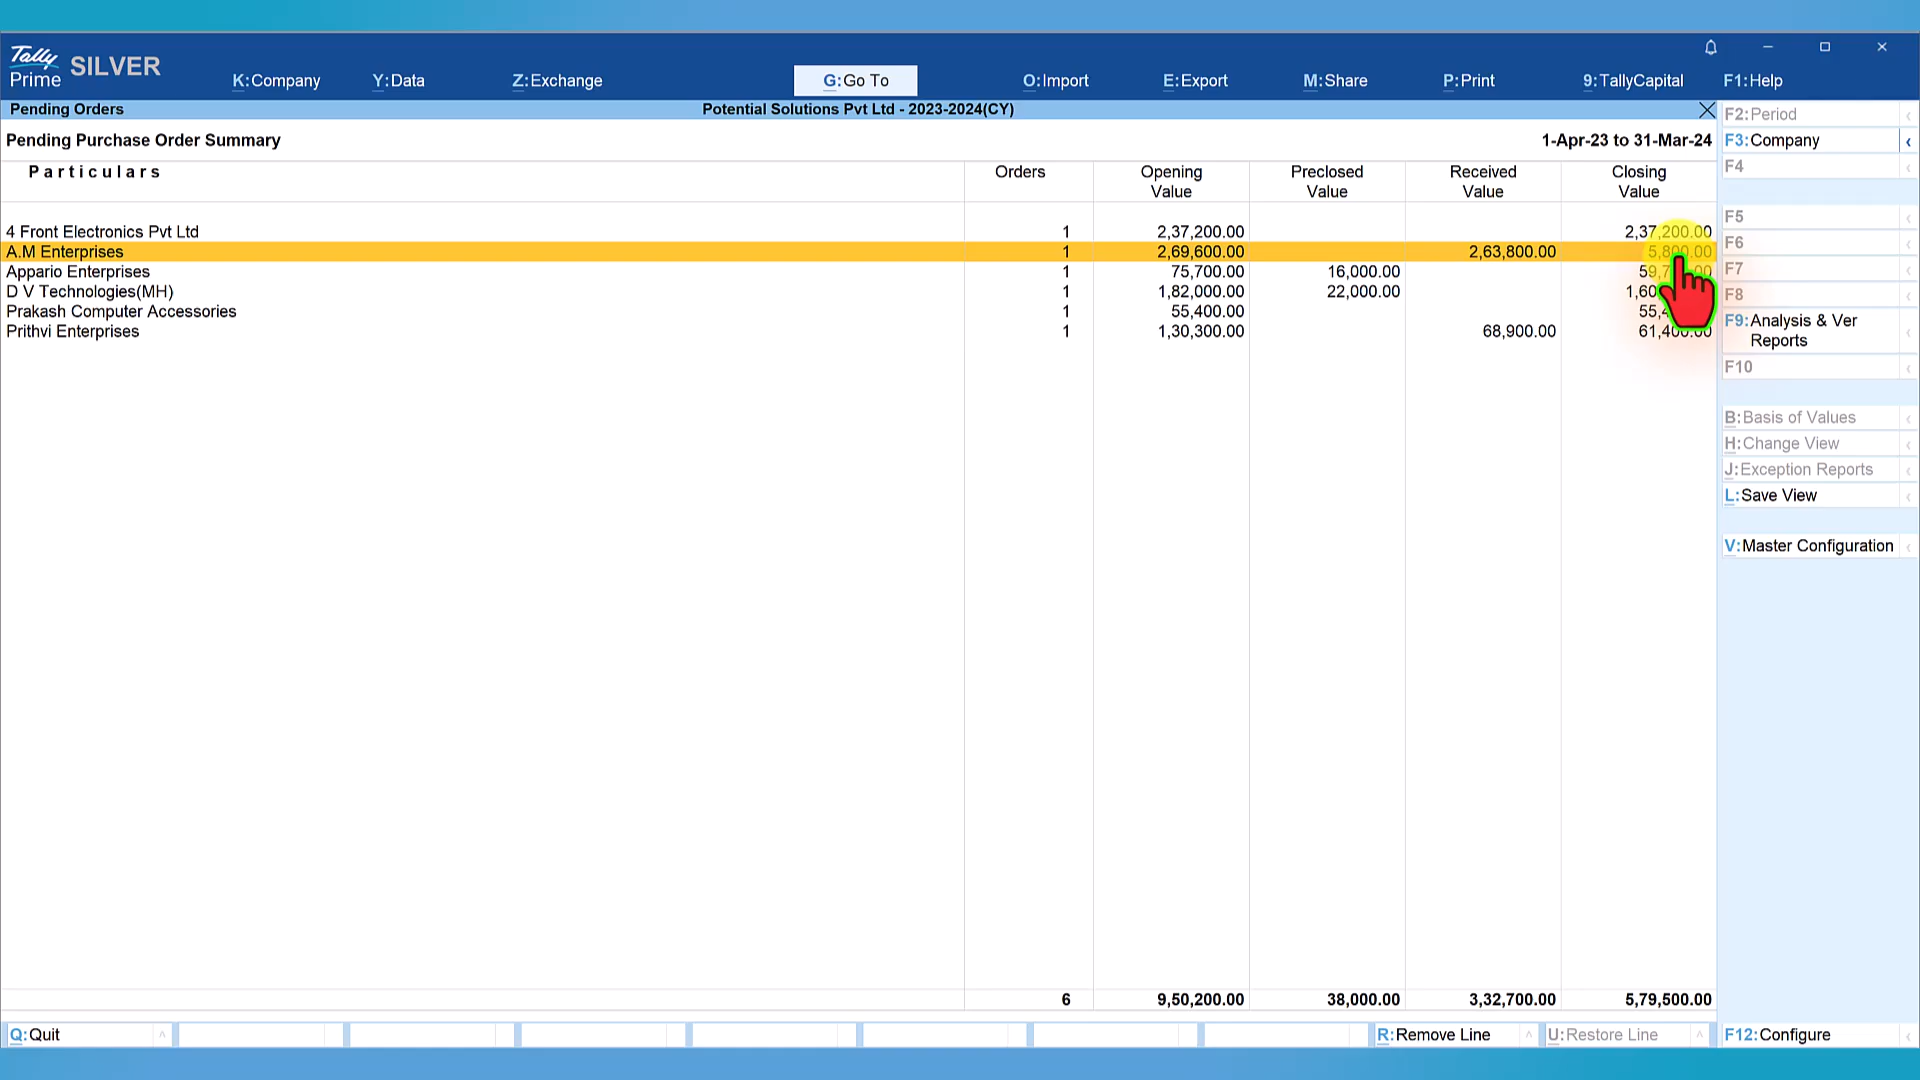 Tally
Prime SILVER
K:Company Y:Data Z:Exchange G:Go To O:Import E:Export M:Share P:Print 9:TallyCapital F1:Help
Pending Orders Potential Solutions Pvt Ltd - 2023-2024(CY)
Pending Purchase Order Summary 1-Apr-23 to 31-Mar-24
Particulars Orders Opening Value Preclosed Value Received Value Closing Value
4 Front Electronics Pvt Ltd 1 2,37,200.00 2,37,200.00
A.M Enterprises 1 2,69,600.00 2,63,800.00 5,800.00
Appario Enterprises 1 75,700.00 16,000.00
D V Technologies(MH) 1 1,82,000.00 22,000.00
Prakash Computer Accessories 1 55,400.00
Prithvi Enterprises 1 1,30,300.00 68,900.00 61,400.00
6 9,50,200.00 38,000.00 3,32,700.00 5,79,500.00
F2:Period
F3:Company
F4
F5
F6
F7
F8
F9:Analysis & Ver
Reports
F10
B:Basis of Values
H:Change View
J:Exception Reports
L:Save View
V:Master Configuration
Q:Quit R:Remove Line U:Restore Line F12:Configure